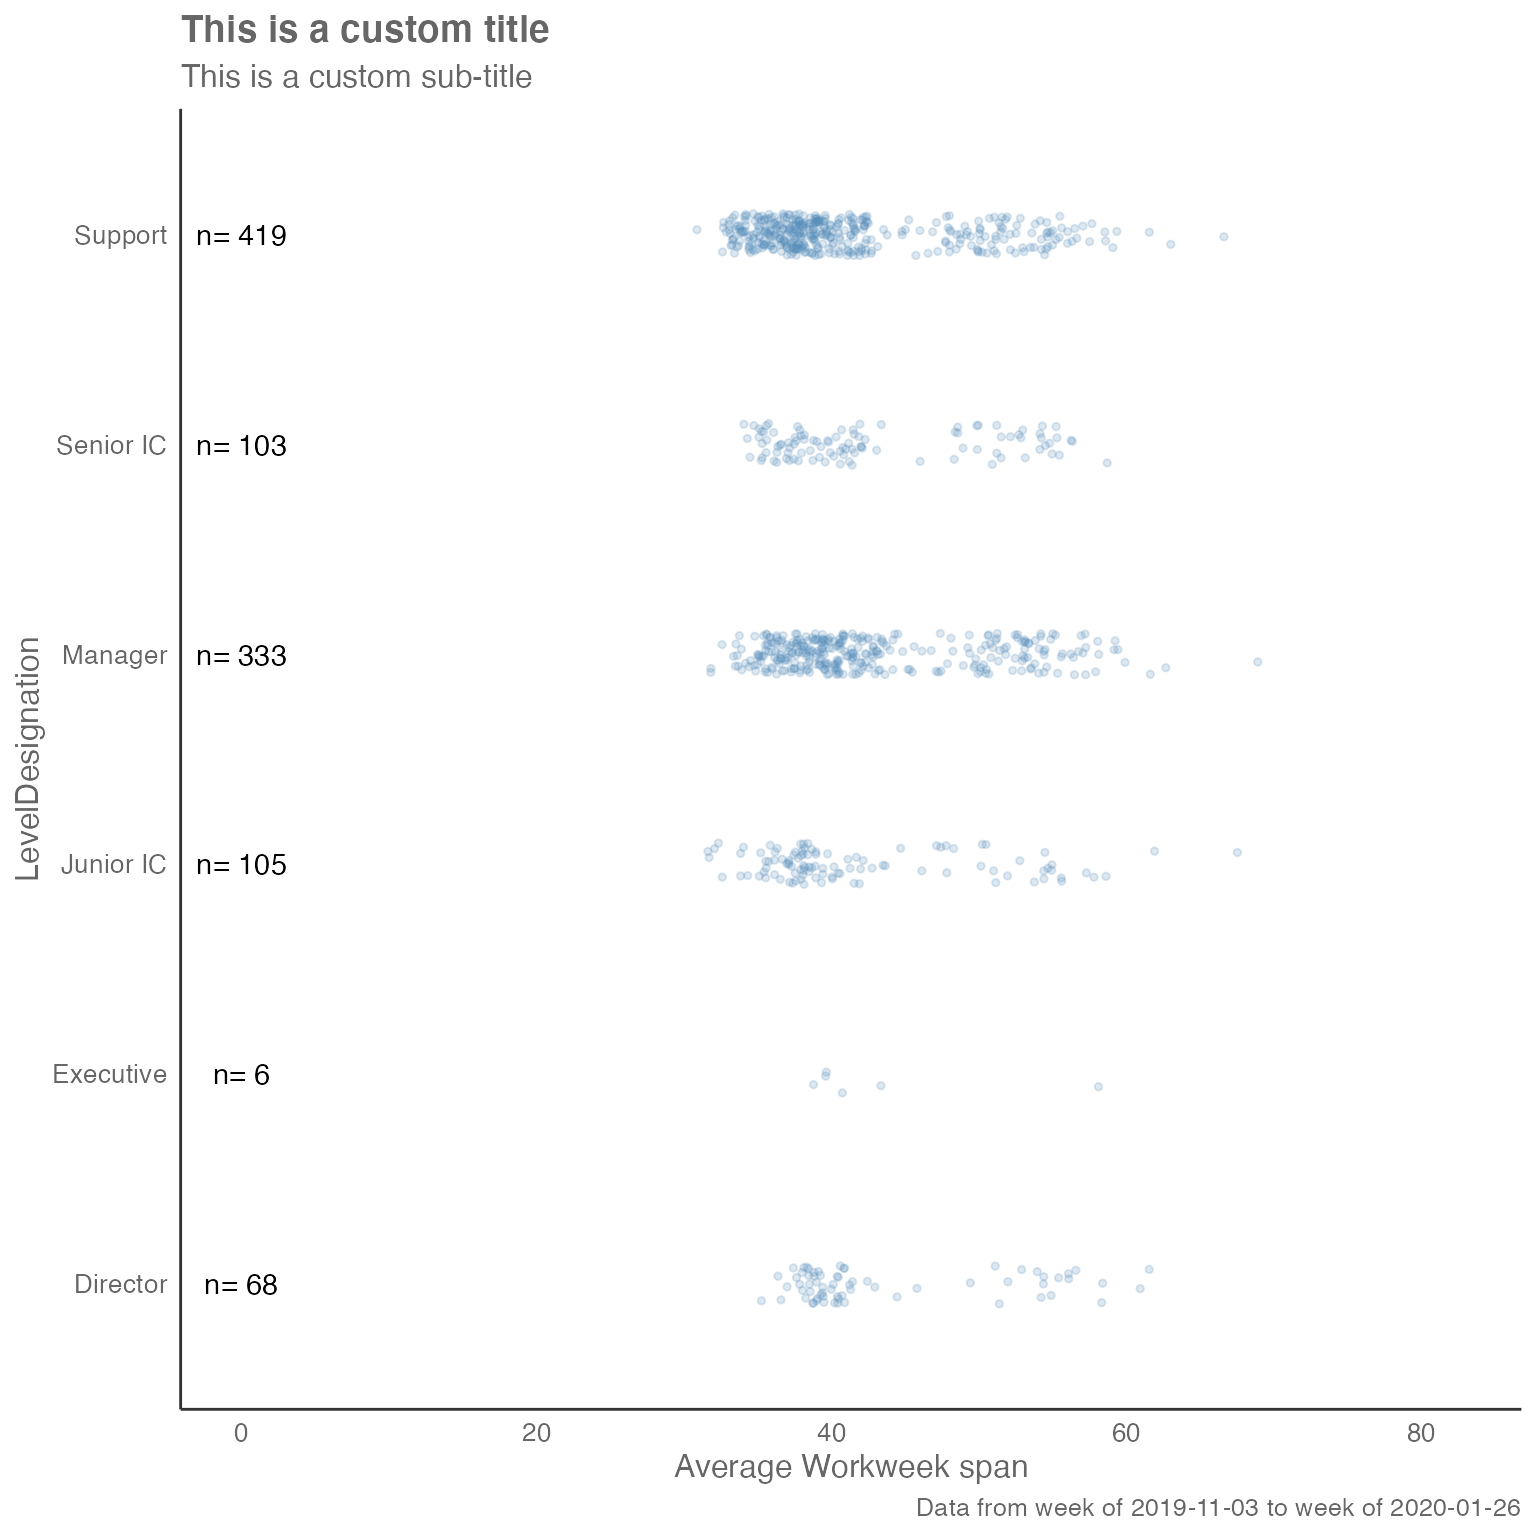 This is a custom title
This is a custom sub-title
LevelDesignation
Support n= 419
Senior IC n= 103
Manager n= 333
Junior IC n= 105
Executive n= 6
Director n= 68
0 20 40 60 80
Average Workweek span
Data from week of 2019-11-03 to week of 2020-01-26